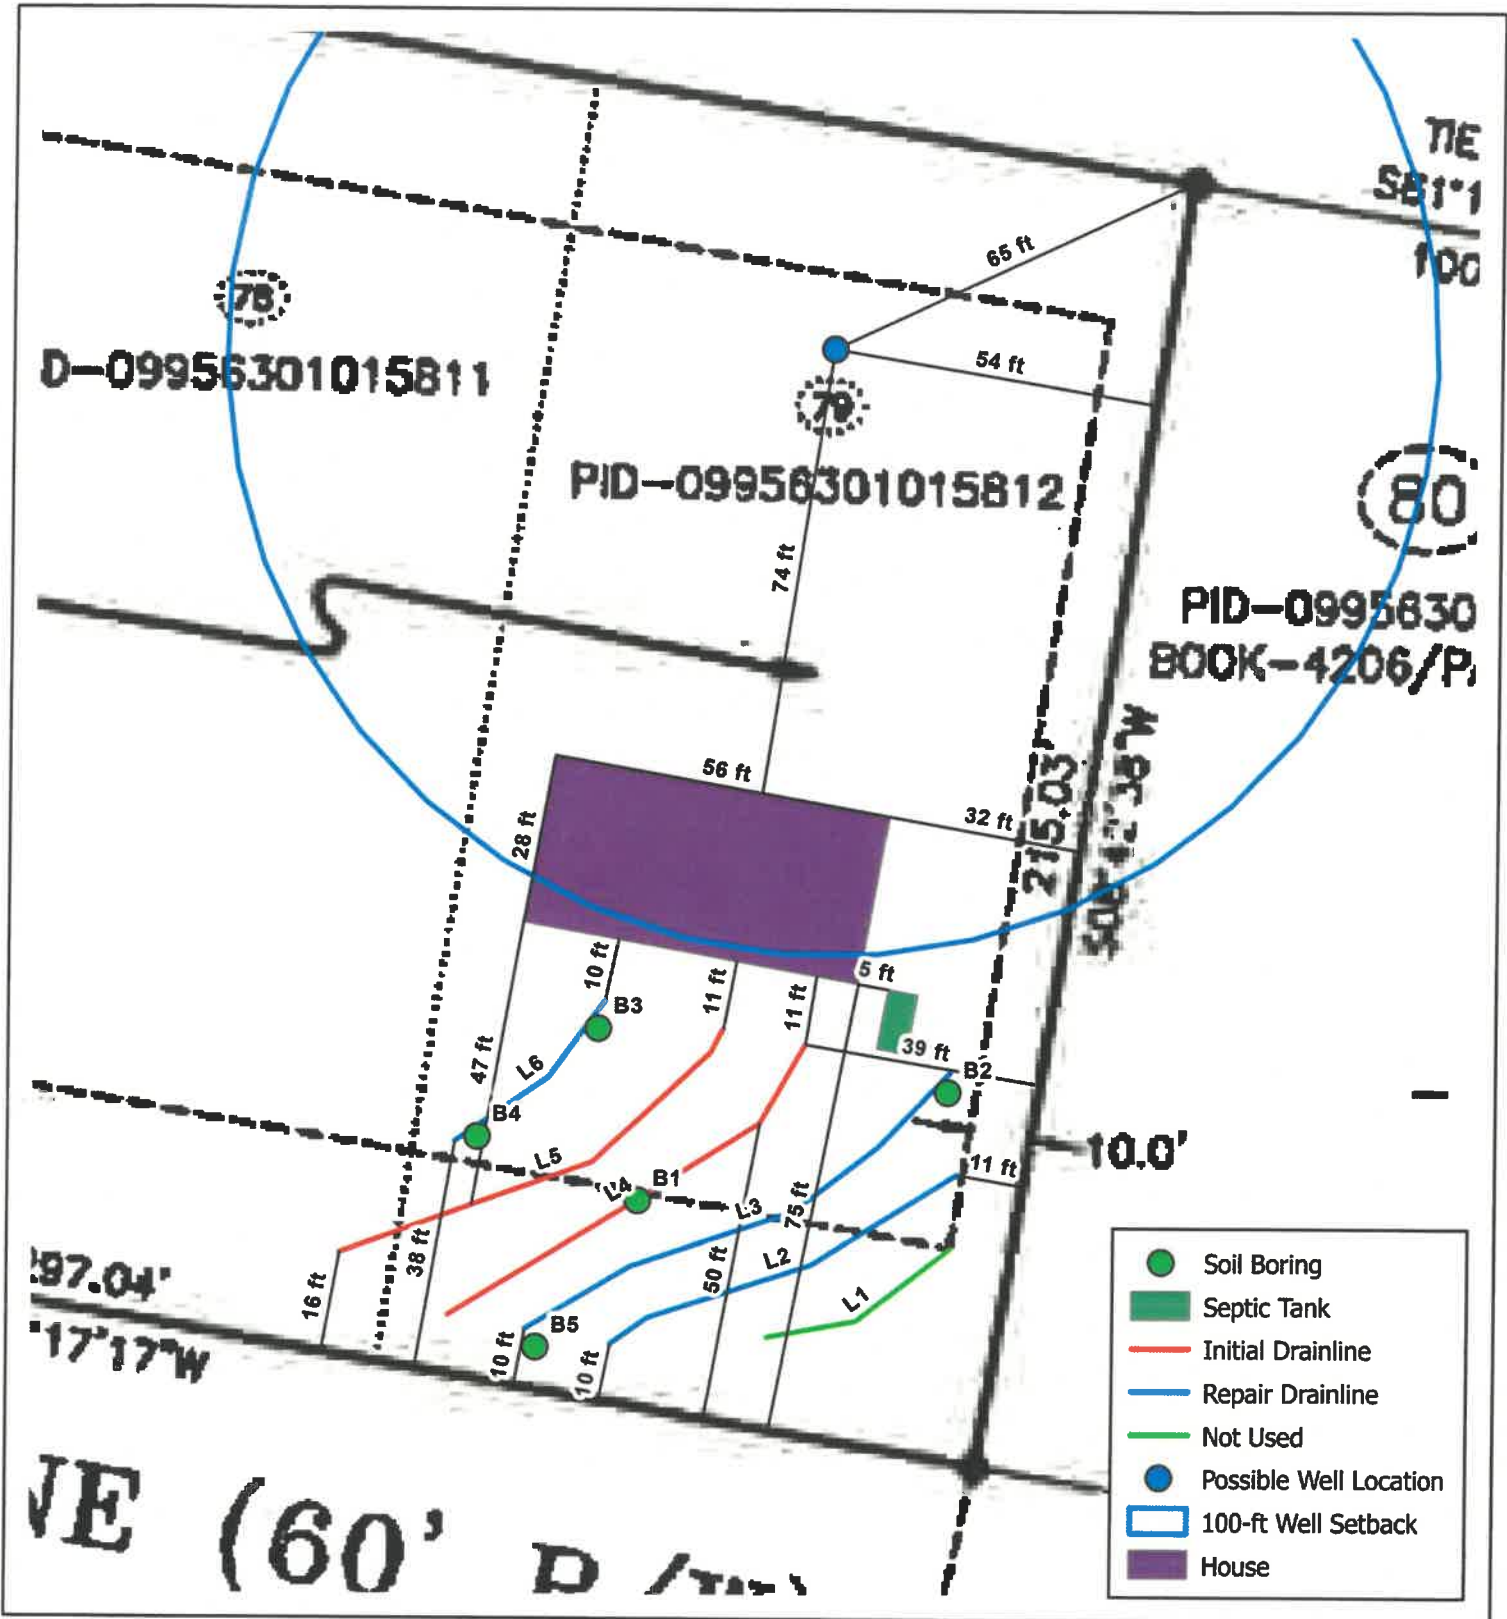 TIE
S81°1
100
65 ft
54 ft
78
D-09956301015811
79
PID-09956301015812
80
74 ft
PID-0995630
BOOK-4206/P
56 ft
32 ft
28 ft
215.03'
10 ft
11 ft
11 ft
5 ft
39 ft
B3
B2
47 ft
L6
B4
L5
L4
B1
L3
75 ft
11 ft
10.0'
38 ft
50 ft
L2
L1
16 ft
97.04'
17'17"W
10 ft
B5
10 ft
NE (60' R/W)
Soil Boring
Septic Tank
Initial Drainline
Repair Drainline
Not Used
Possible Well Location
100-ft Well Setback
House